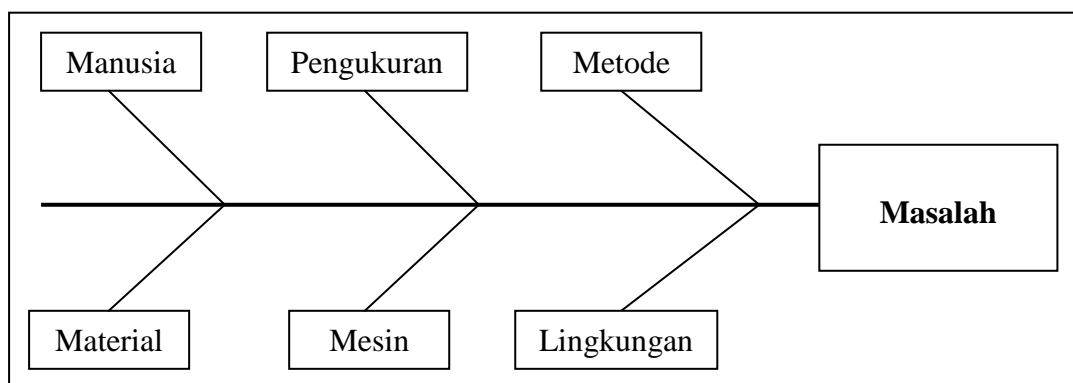 Manusia
Pengukuran
Metode
Masalah
Material
Mesin
Lingkungan